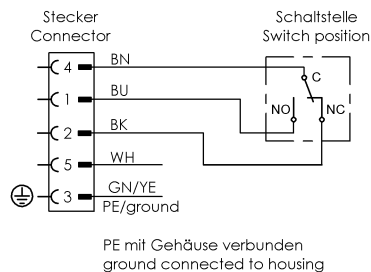 Stecker
Connector
Schaltstelle
Switch position
4 BN
1 BU
2 BK
5 WH
3 GN/YE
PE/ground
C
NO NC
PE mit Gehäuse verbunden
ground connected to housing